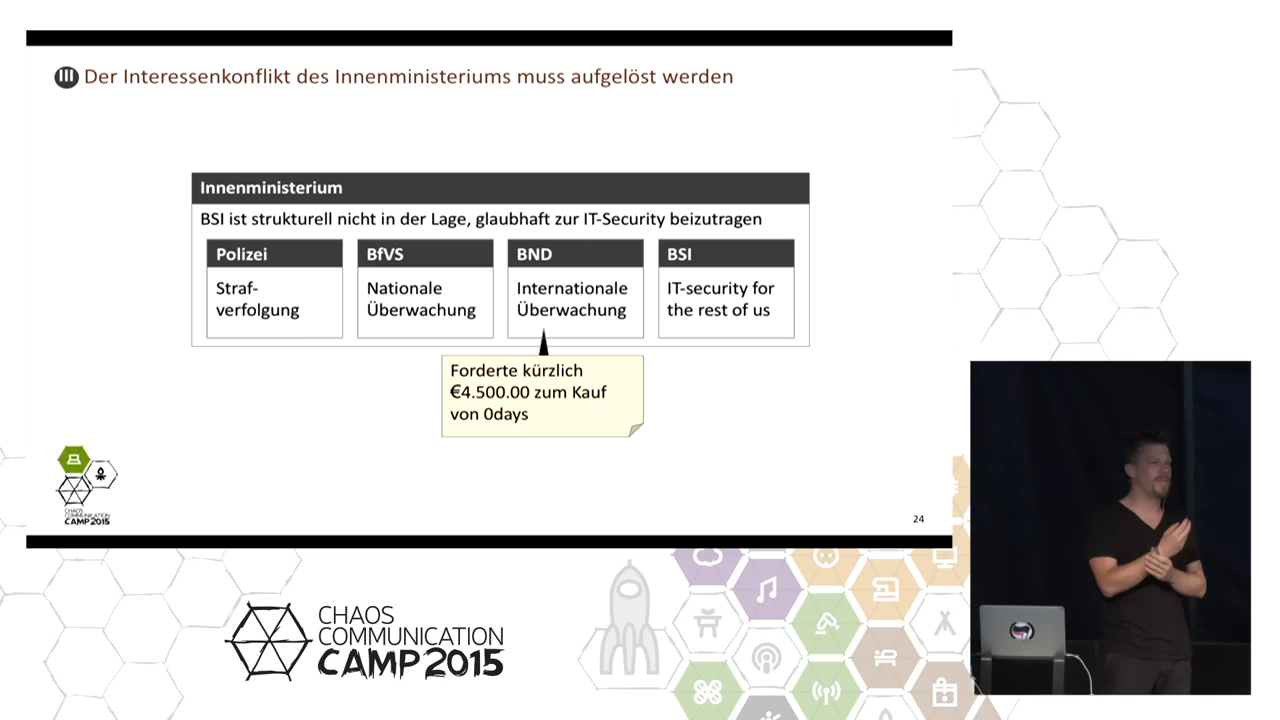 III Der Interessenkonflikt des Innenministeriums muss aufgelöst werden
Innenministerium
BSI ist strukturell nicht in der Lage, glaubhaft zur IT-Security beizutragen
Polizei
Straf-
verfolgung
BfVS
Nationale
Überwachung
BND
Internationale
Überwachung
BSI
IT-security for
the rest of us
Forderte kürzlich
€4.500.00 zum Kauf
von 0days
CHAOS
COMMUNICATION
CAMP 2015
24
CHAOS
COMMUNICATION
CAMP 2015